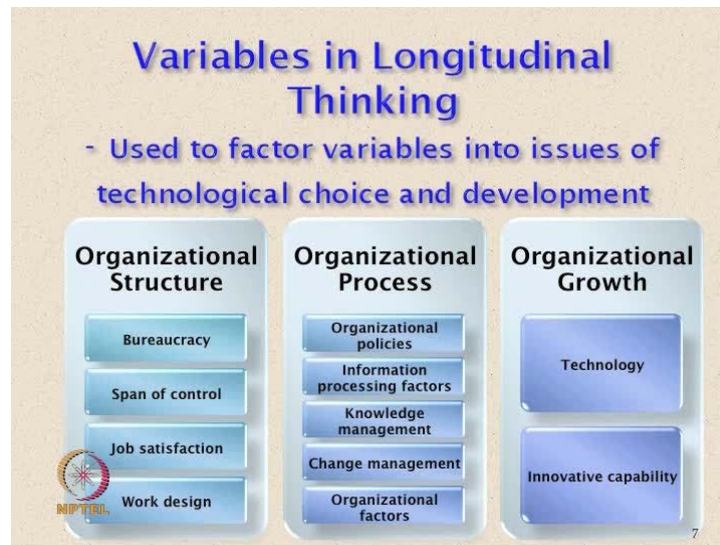 Variables in Longitudinal
Thinking
- Used to factor variables into issues of
technological choice and development
Organizational
Structure
Bureaucracy
Span of control
Job satisfaction
Work design
Organizational
Process
Organizational
policies
Information
processing factors
Knowledge
management
Change management
Organizational
factors
Organizational
Growth
Technology
Innovative capability
NPTEL
7